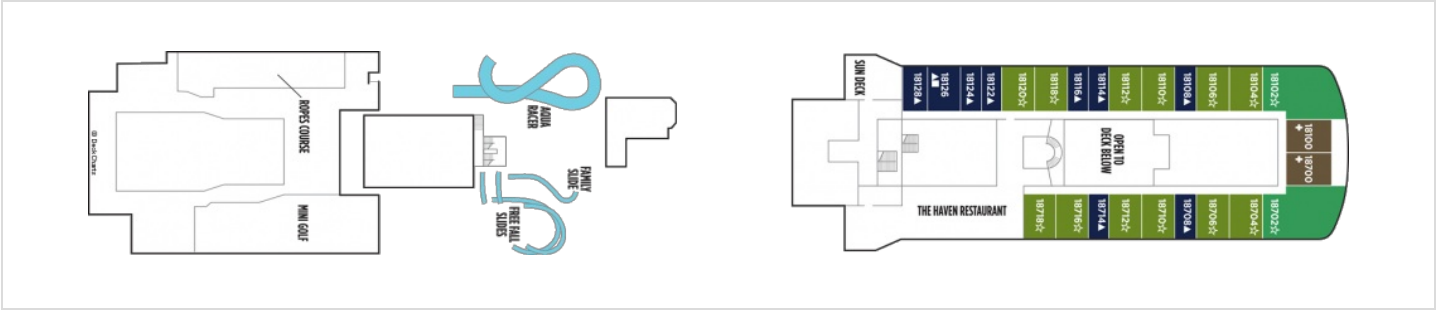 © DeckChartz
ROPES COURSE
MINI GOLF
AQUA
RACER
FAMILY
SLIDE
FREE FALL
SLIDES
SUN DECK
18128▲
18126
▲■
18124▲
18122▲
18120☆
18118☆
18116▲
18114▲
18112☆
18110☆
18108▲
18106☆
18104☆
18102☆
18100
18700
OPEN TO
DECK BELOW
THE HAVEN RESTAURANT
18718☆
18716☆
18714▲
18712☆
18710☆
18708▲
18706☆
18704☆
18702☆